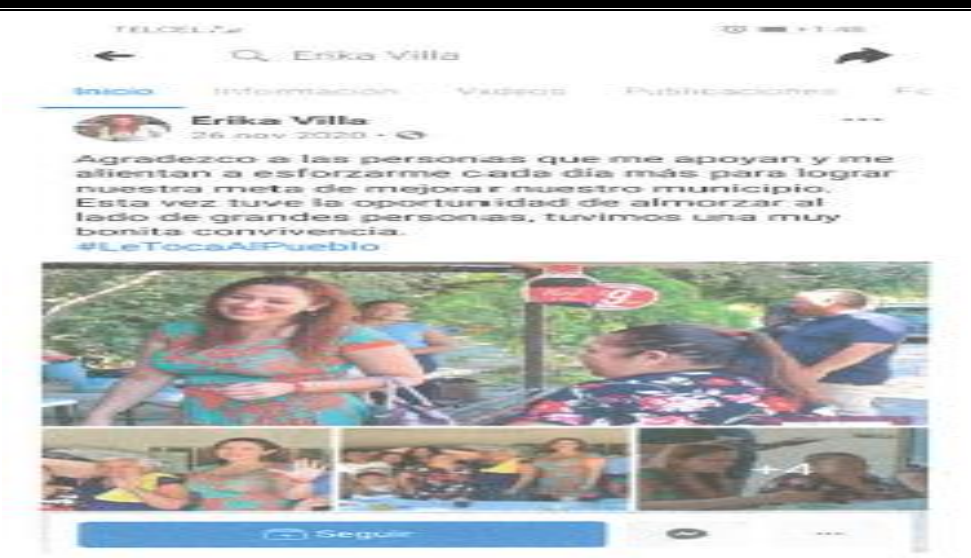 TELCEL
Erika Villa
Inicio Información Videos Publicaciones Fo
Erika Villa
26 nov 2020
Agradezco a las personas que me apoyan y me
alientan a esforzarme cada día más para lograr
nuestra meta de mejorar nuestro municipio.
Esta vez tuve la oportunidad de almorzar al
lado de grandes personas, tuvimos una muy
bonita convivencia.
#LeTocaAlPueblo
9
+4
Seguir